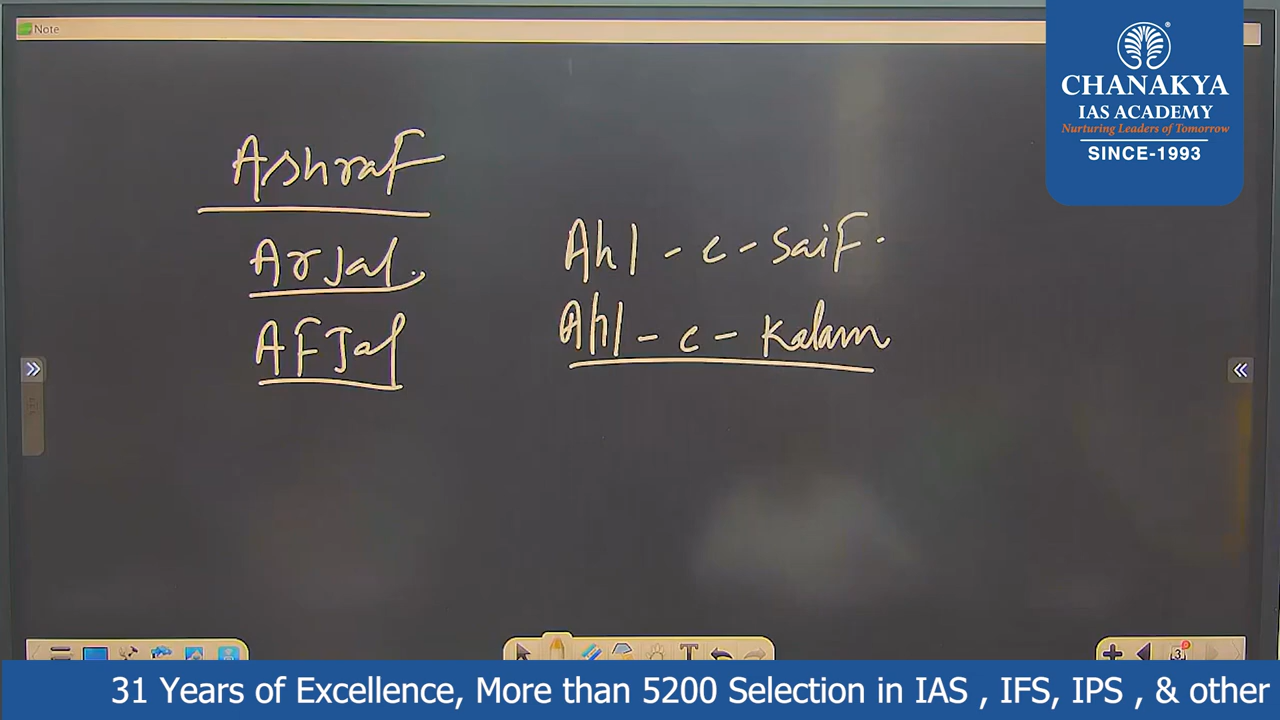 Note
CHANAKYA
IAS ACADEMY
Nurturing Leaders of Tomorrow
SINCE-1993
Ashraf
Arjal.
AFJal
Ahl - e - Saif.
Ahl - e - Kalam
31 Years of Excellence, More than 5200 Selection in IAS , IFS, IPS , & other